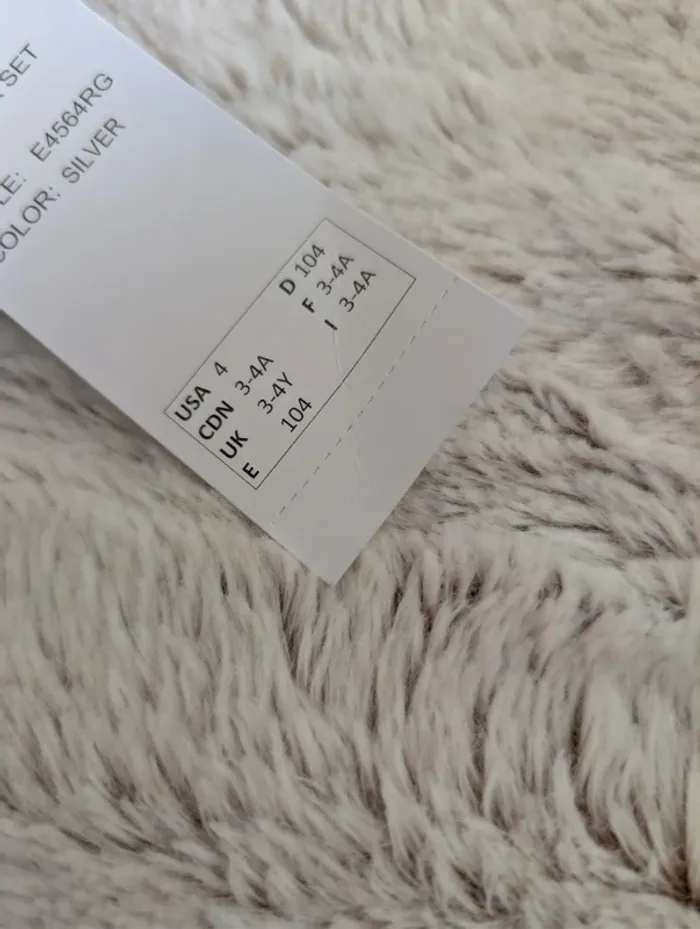 SET
LE: E4564RG
COLOR: SILVER
USA 4
CDN 3-4A
UK 3-4Y
E 104
D 104
F 3-4A
I 3-4A